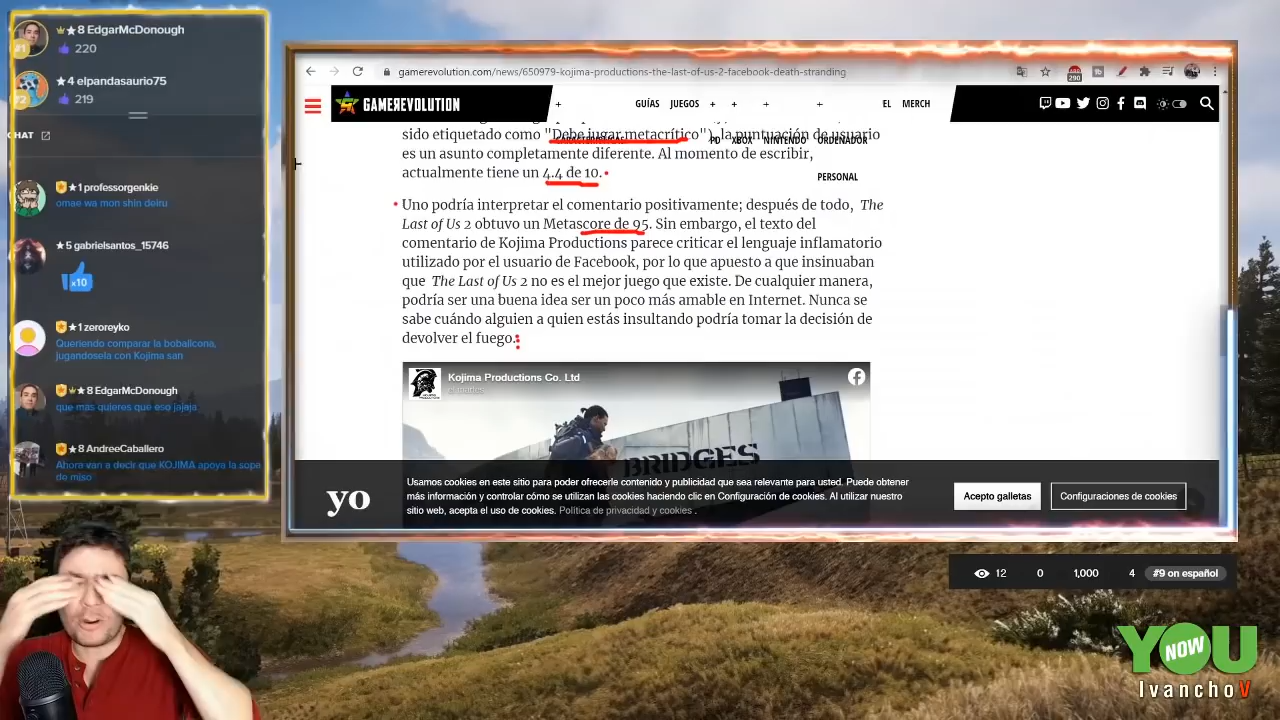 #1
★8 EdgarMcDonough
220
#2
★4 elpandasaurio75
219
CHAT
★1 professorgenkie
omae wa mon shin deiru
★5 gabrielsantos_15746
x10
★1 zeroreyko
Queriendo comparar la bobalicona,
jugandosela con Kojima san
★8 EdgarMcDonough
que mas quieres que eso jajaja
★8 AndreeCaballero
Ahora van a decir que KOJIMA apoya la sopa
de miso
gamerevolution.com/news/650979-kojima-productions-the-last-of-us-2-facebook-death-stranding
290
GAMEREVOLUTION
+ GUÍAS JUEGOS + + + + EL MERCH
PD XBOX NINTENDO ORDENADOR
PERSONAL
sido etiquetado como "Debe jugar metacrítico"), la puntuación de usuario
es un asunto completamente diferente. Al momento de escribir,
actualmente tiene un 4.4 de 10.
Uno podría interpretar el comentario positivamente; después de todo, The
Last of Us 2 obtuvo un Metascore de 95. Sin embargo, el texto del
comentario de Kojima Productions parece criticar el lenguaje inflamatorio
utilizado por el usuario de Facebook, por lo que apuesto a que insinuaban
que The Last of Us 2 no es el mejor juego que existe. De cualquier manera,
podría ser una buena idea ser un poco más amable en Internet. Nunca se
sabe cuándo alguien a quien estás insultando podría tomar la decisión de
devolver el fuego.
Kojima Productions Co. Ltd
el martes
BRIDGES
yo
Usamos cookies en este sitio para poder ofrecerle contenido y publicidad que sea relevante para usted. Puede obtener
más información y controlar cómo se utilizan las cookies haciendo clic en Configuración de cookies. Al utilizar nuestro
sitio web, acepta el uso de cookies. Política de privacidad y cookies .
Acepto galletas
Configuraciones de cookies
12 0 1,000 4 #9 on español
YOU NOW
IvanchoV